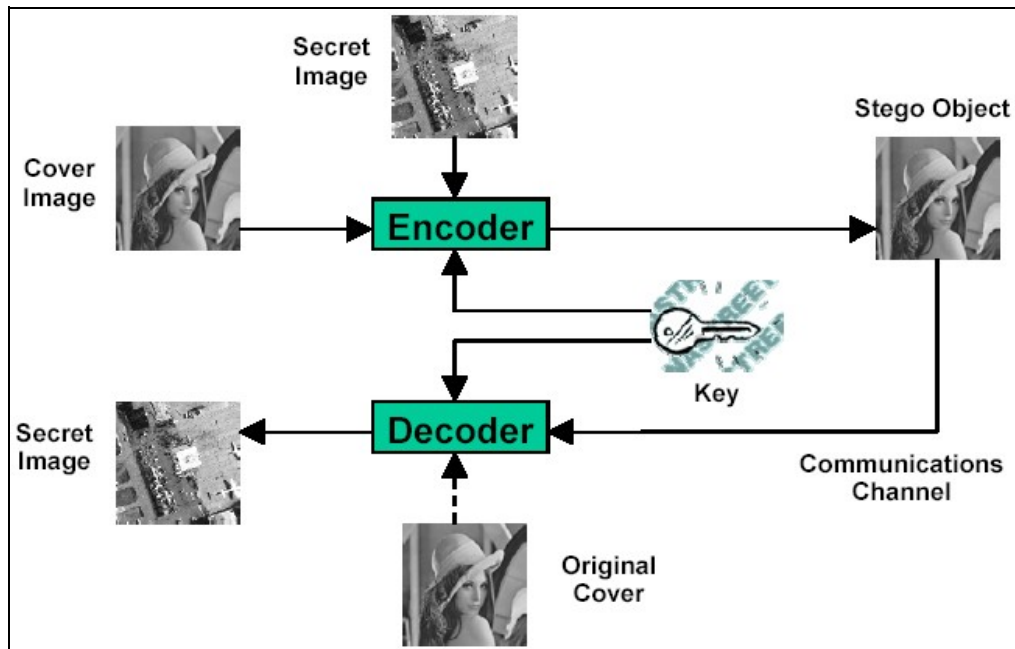 Secret
Image
Stego Object
Cover
Image
Encoder
Key
Secret
Image
Decoder
Communications
Channel
Original
Cover